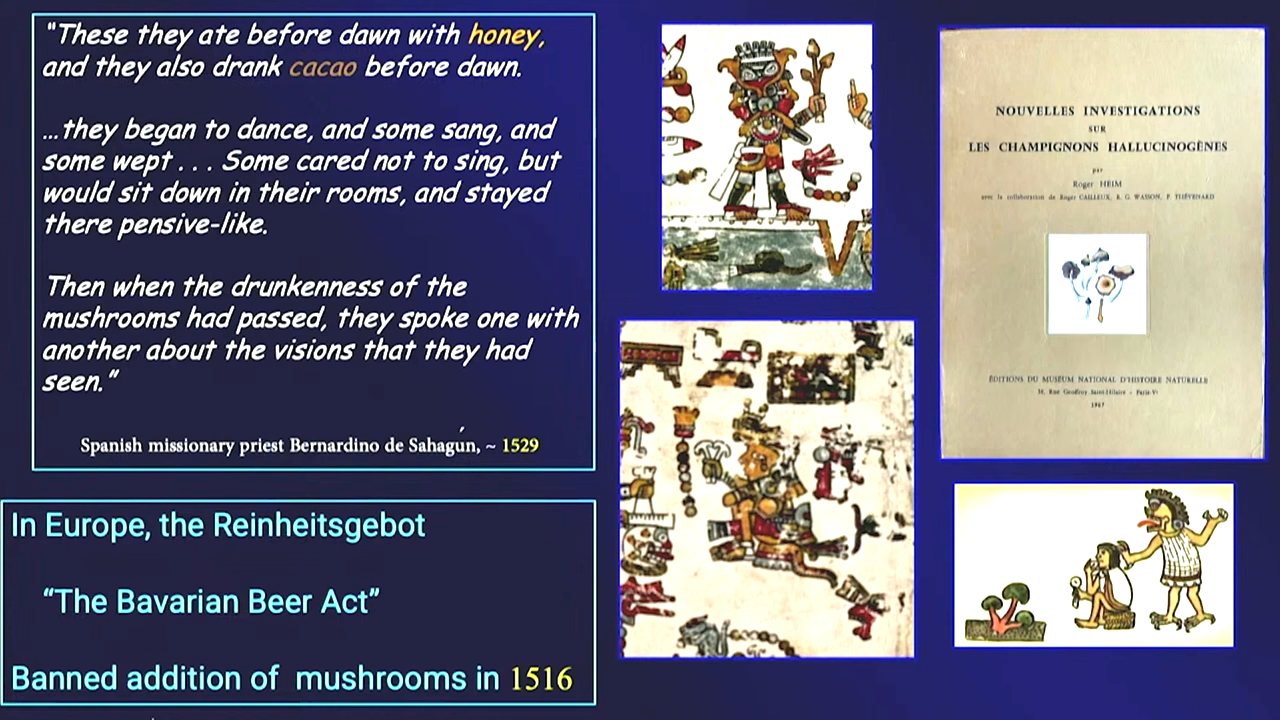 "These they ate before dawn with honey,
and they also drank cacao before dawn.
...they began to dance, and some sang, and
some wept . . . Some cared not to sing, but
would sit down in their rooms, and stayed
there pensive-like.
Then when the drunkenness of the
mushrooms had passed, they spoke one with
another about the visions that they had
seen."
Spanish missionary priest Bernardino de Sahagún, ~ 1529
In Europe, the Reinheitsgebot
"The Bavarian Beer Act"
Banned addition of mushrooms in 1516
NOUVELLES INVESTIGATIONS
SUR
LES CHAMPIGNONS HALLUCINOGÈNES
par
Roger HEIM
avec la collaboration de Roger CAILLEUX, R. G. WASSON, P. THÉVENARD
ÉDITIONS DU MUSÉUM NATIONAL D'HISTOIRE NATURELLE
36, Rue Geoffroy Saint-Hilaire - Paris-Vᵉ
1967